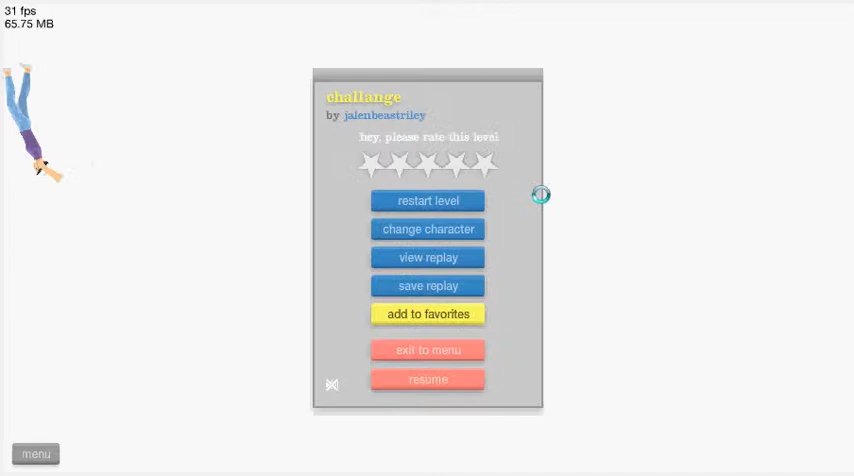 31 fps
65.75 MB
challange
by jalenbeastriley
hey, please rate this level
restart level
change character
view replay
save replay
add to favorites
exit to menu
resume
menu